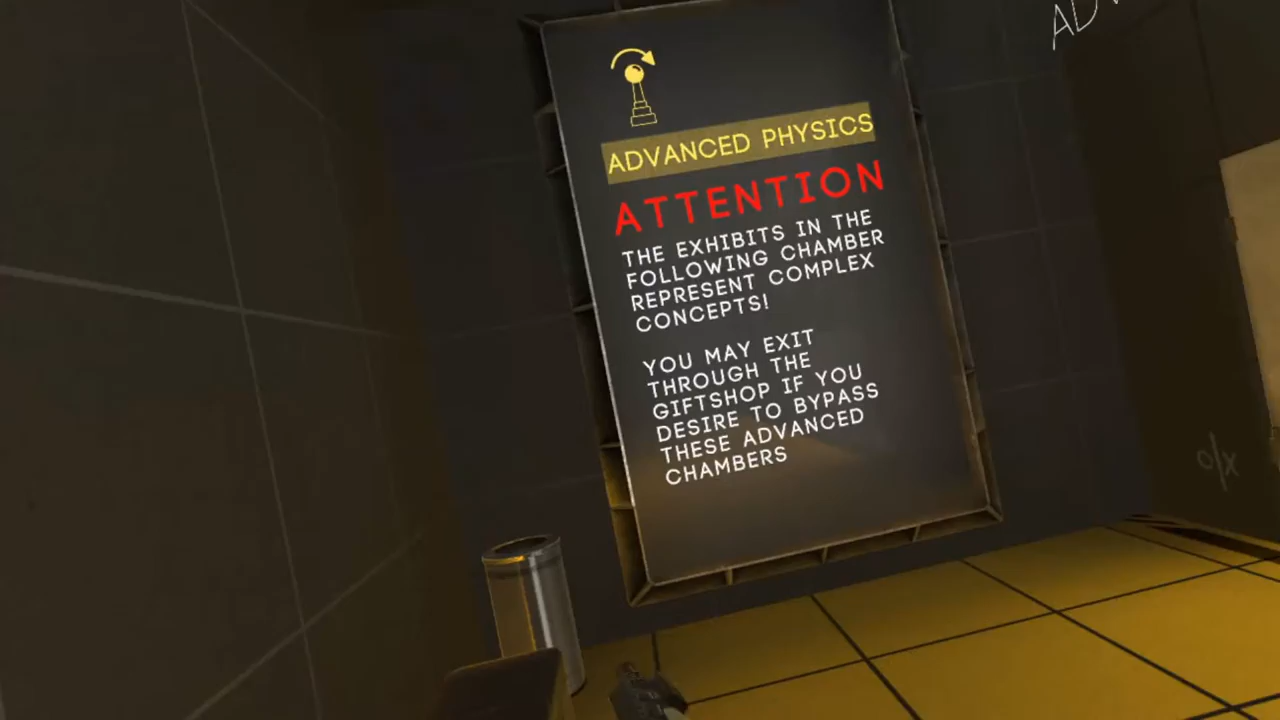 ADV
ADVANCED PHYSICS
ATTENTION
THE EXHIBITS IN THE
FOLLOWING CHAMBER
REPRESENT COMPLEX
CONCEPTS!
YOU MAY EXIT
THROUGH THE
GIFTSHOP IF YOU
DESIRE TO BYPASS
THESE ADVANCED
CHAMBERS
O/X